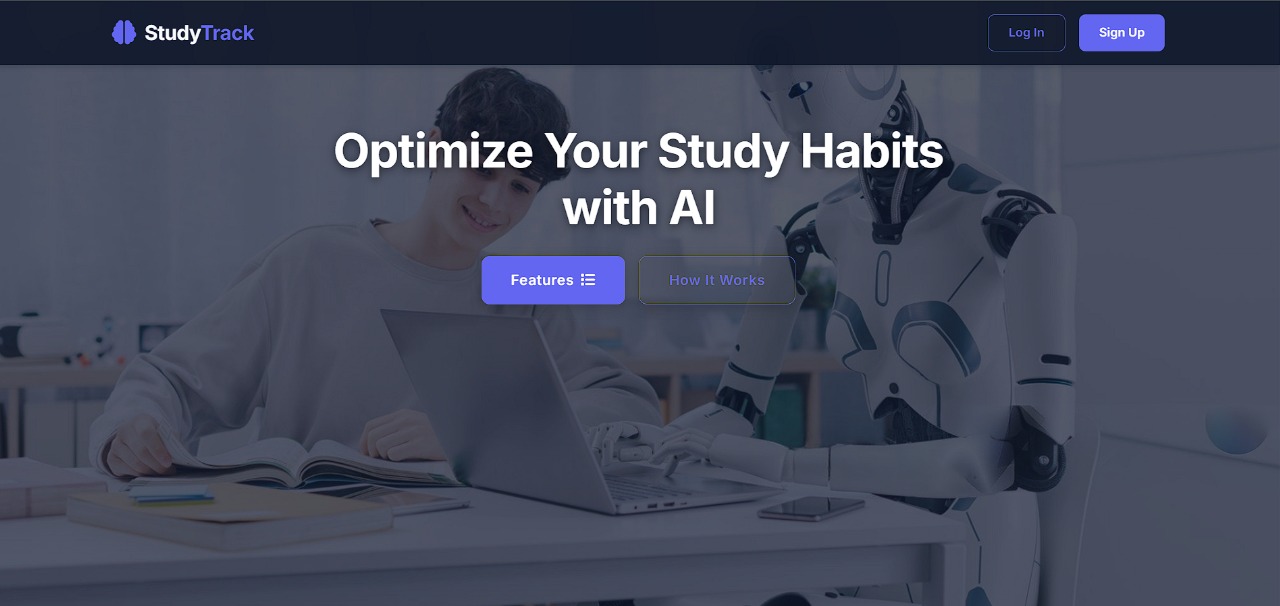 StudyTrack
Log In
Sign Up
Optimize Your Study Habits
with AI
Features
How It Works